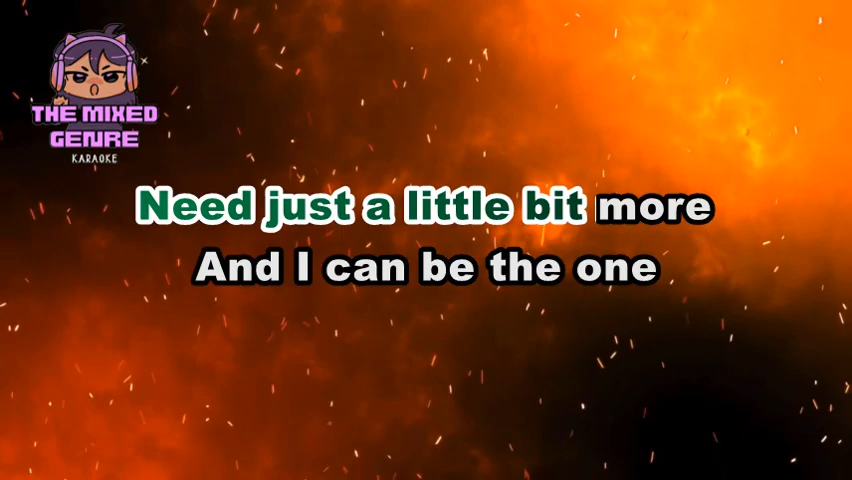 THE MIXED
GENRE
KARAOKE
Need just a little bit more
And I can be the one